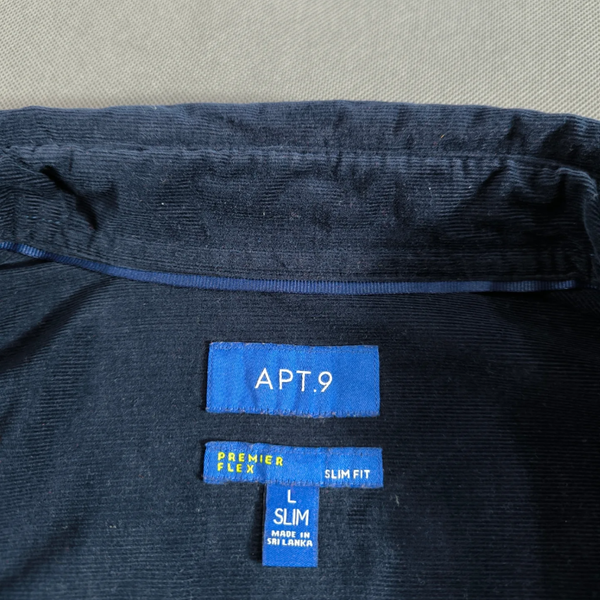 APT.9
PREMIER
FLEX
SLIM FIT
L
SLIM
MADE IN
SRI LANKA